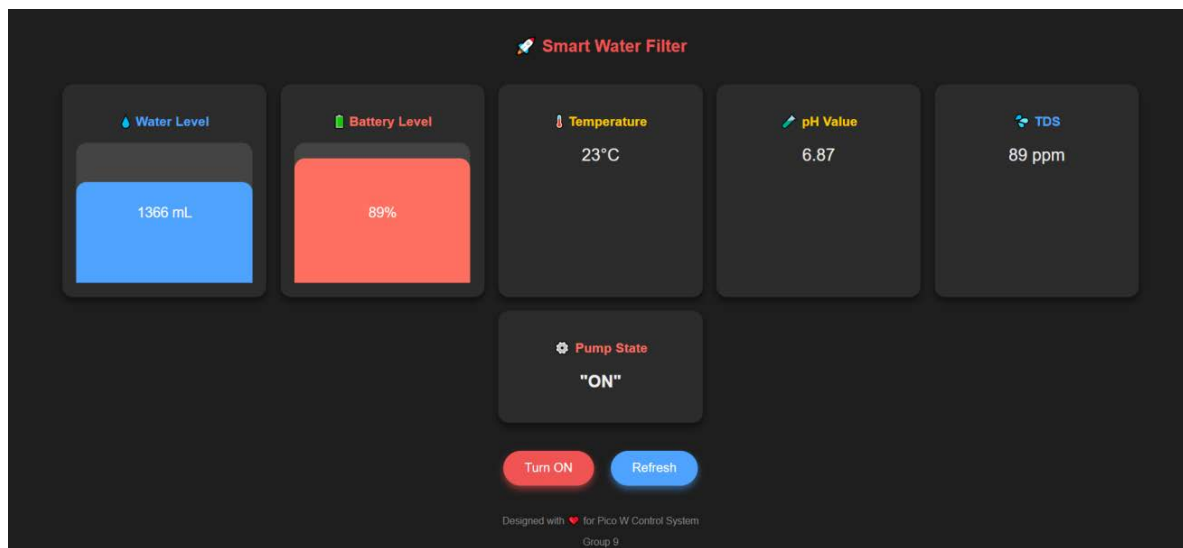 Smart Water Filter
Water Level
1366 mL
Battery Level
89%
Temperature
23°C
pH Value
6.87
TDS
89 ppm
Pump State
"ON"
Turn ON
Refresh
Designed with ❤️ for Pico W Control System
Group 9